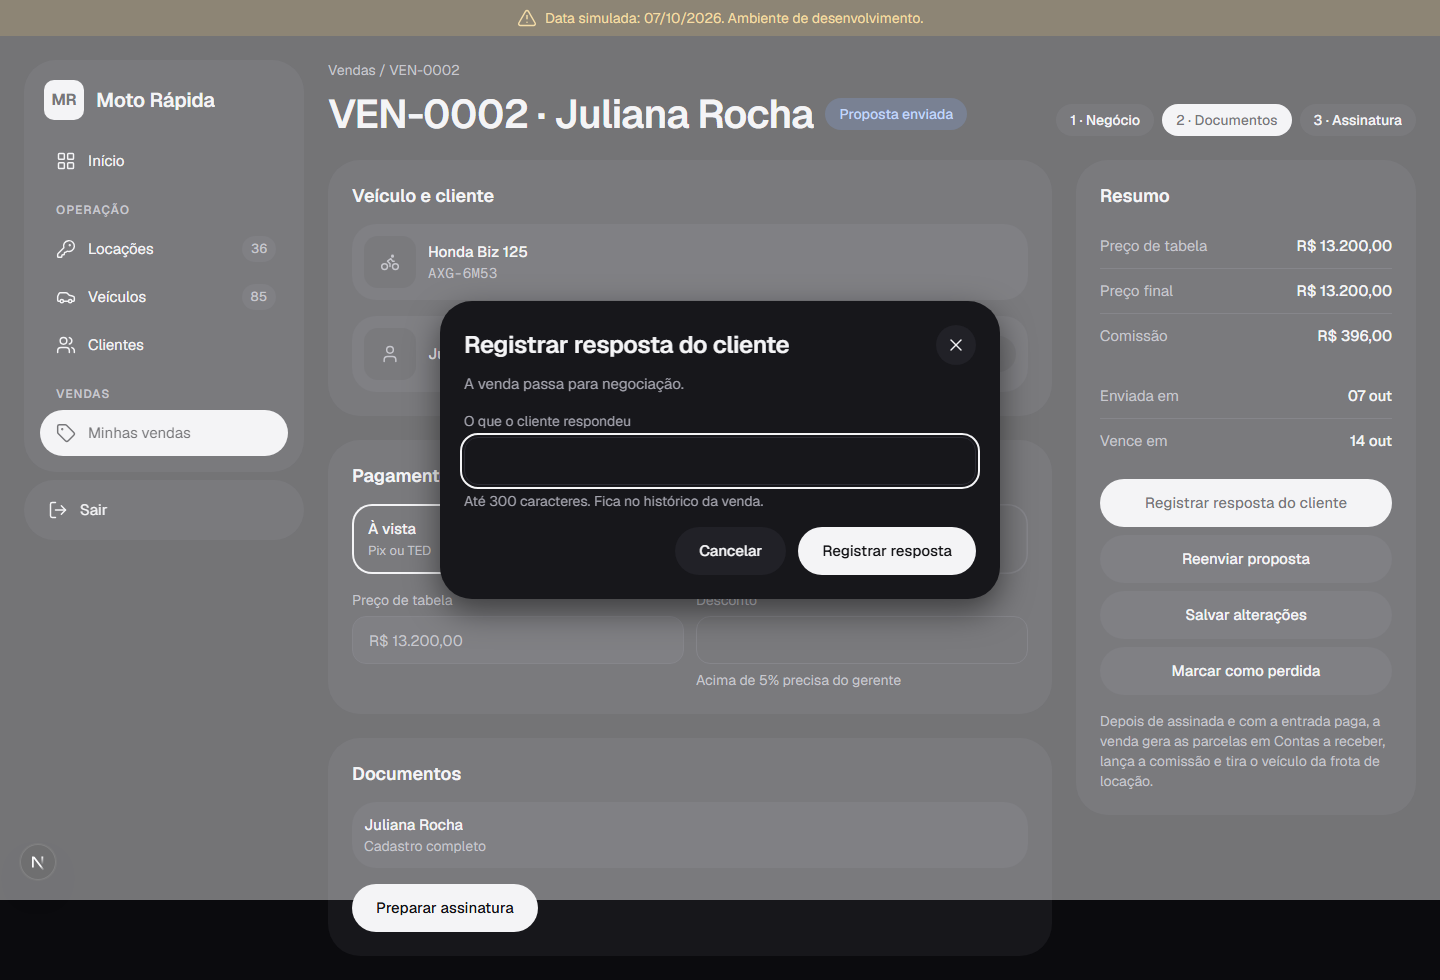 Data simulada: 07/10/2026. Ambiente de desenvolvimento.
MR
Moto Rápida
Início
OPERAÇÃO
Locações
36
Veículos
85
Clientes
VENDAS
Minhas vendas
Sair
N
Vendas / VEN-0002
VEN-0002 · Juliana Rocha
Proposta enviada
1 · Negócio
2 · Documentos
3 · Assinatura
Veículo e cliente
Honda Biz 125
AXG-6M53
Registrar resposta do cliente
A venda passa para negociação.
O que o cliente respondeu
Até 300 caracteres. Fica no histórico da venda.
Cancelar
Registrar resposta
À vista
Pix ou TED
Preço de tabela
Desconto
R$ 13.200,00
Acima de 5% precisa do gerente
Documentos
Juliana Rocha
Cadastro completo
Preparar assinatura
Resumo
Preço de tabela
R$ 13.200,00
Preço final
R$ 13.200,00
Comissão
R$ 396,00
Enviada em
07 out
Vence em
14 out
Registrar resposta do cliente
Reenviar proposta
Salvar alterações
Marcar como perdida
Depois de assinada e com a entrada paga, a
venda gera as parcelas em Contas a receber,
lança a comissão e tira o veículo da frota de
locação.